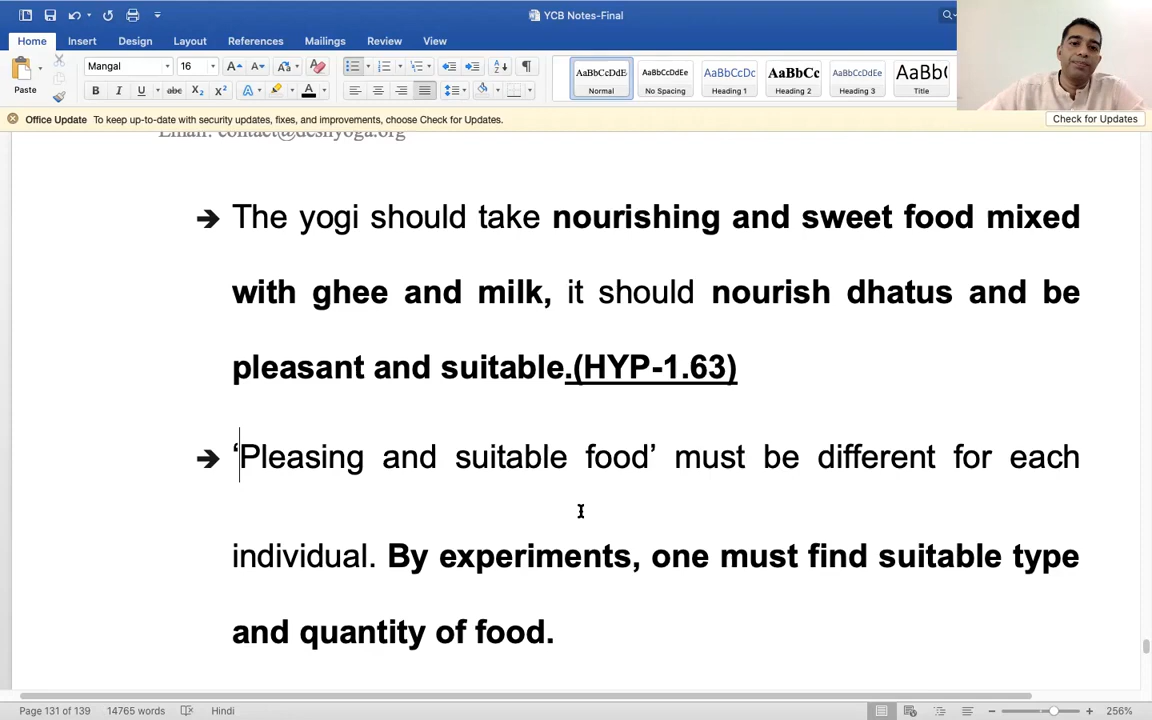 YCB Notes-Final
Home Insert Design Layout References Mailings Review View
Paste
Mangal 16
AaBbCcDdE AaBbCcDdEe AaBbCcDc AaBbCc AaBbCcDdEe AaBb(
Normal No Spacing Heading 1 Heading 2 Heading 3 Title
Office Update To keep up-to-date with security updates, fixes, and improvements, choose Check for Updates. Check for Updates
Email: contact@deshyoga.org
➔ The yogi should take nourishing and sweet food mixed
with ghee and milk, it should nourish dhatus and be
pleasant and suitable.(HYP-1.63)
➔ ‘Pleasing and suitable food’ must be different for each
individual. By experiments, one must find suitable type
and quantity of food.
Page 131 of 139 14765 words Hindi 256%